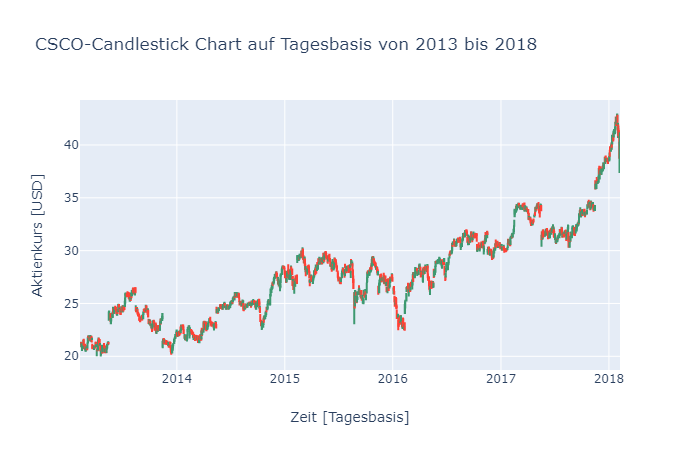 CSCO-Candlestick Chart auf Tagesbasis von 2013 bis 2018
Aktienkurs [USD]
40
35
30
25
20
2014 2015 2016 2017 2018
Zeit [Tagesbasis]